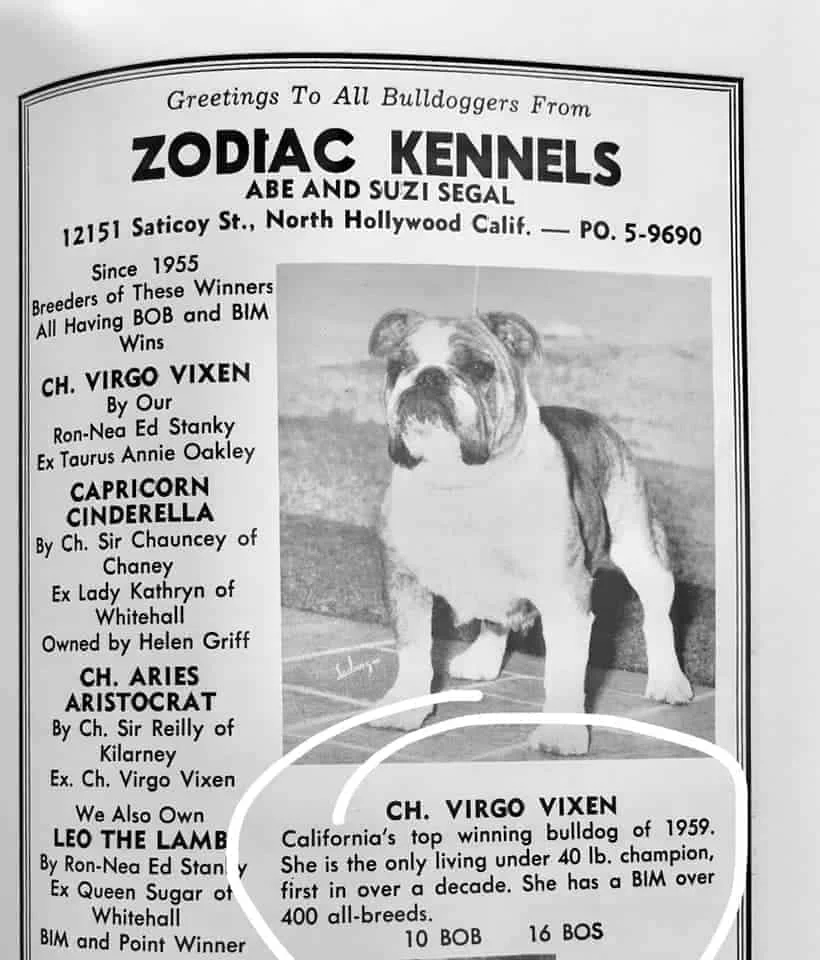 Greetings To All Bulldoggers From
ZODIAC KENNELS
ABE AND SUZI SEGAL
12151 Saticoy St., North Hollywood Calif. — PO. 5-9690
Since 1955
Breeders of These Winners
All Having BOB and BIM
Wins
CH. VIRGO VIXEN
By Our
Ron-Nea Ed Stanky
Ex Taurus Annie Oakley
CAPRICORN
CINDERELLA
By Ch. Sir Chauncey of
Chaney
Ex Lady Kathryn of
Whitehall
Owned by Helen Griff
CH. ARIES
ARISTOCRAT
By Ch. Sir Reilly of
Kilarney
Ex. Ch. Virgo Vixen
We Also Own
LEO THE LAMB
By Ron-Nea Ed Stanky
Ex Queen Sugar of
Whitehall
BIM and Point Winner
CH. VIRGO VIXEN
California's top winning bulldog of 1959.
She is the only living under 40 lb. champion,
first in over a decade. She has a BIM over
400 all-breeds.
10 BOB 16 BOS